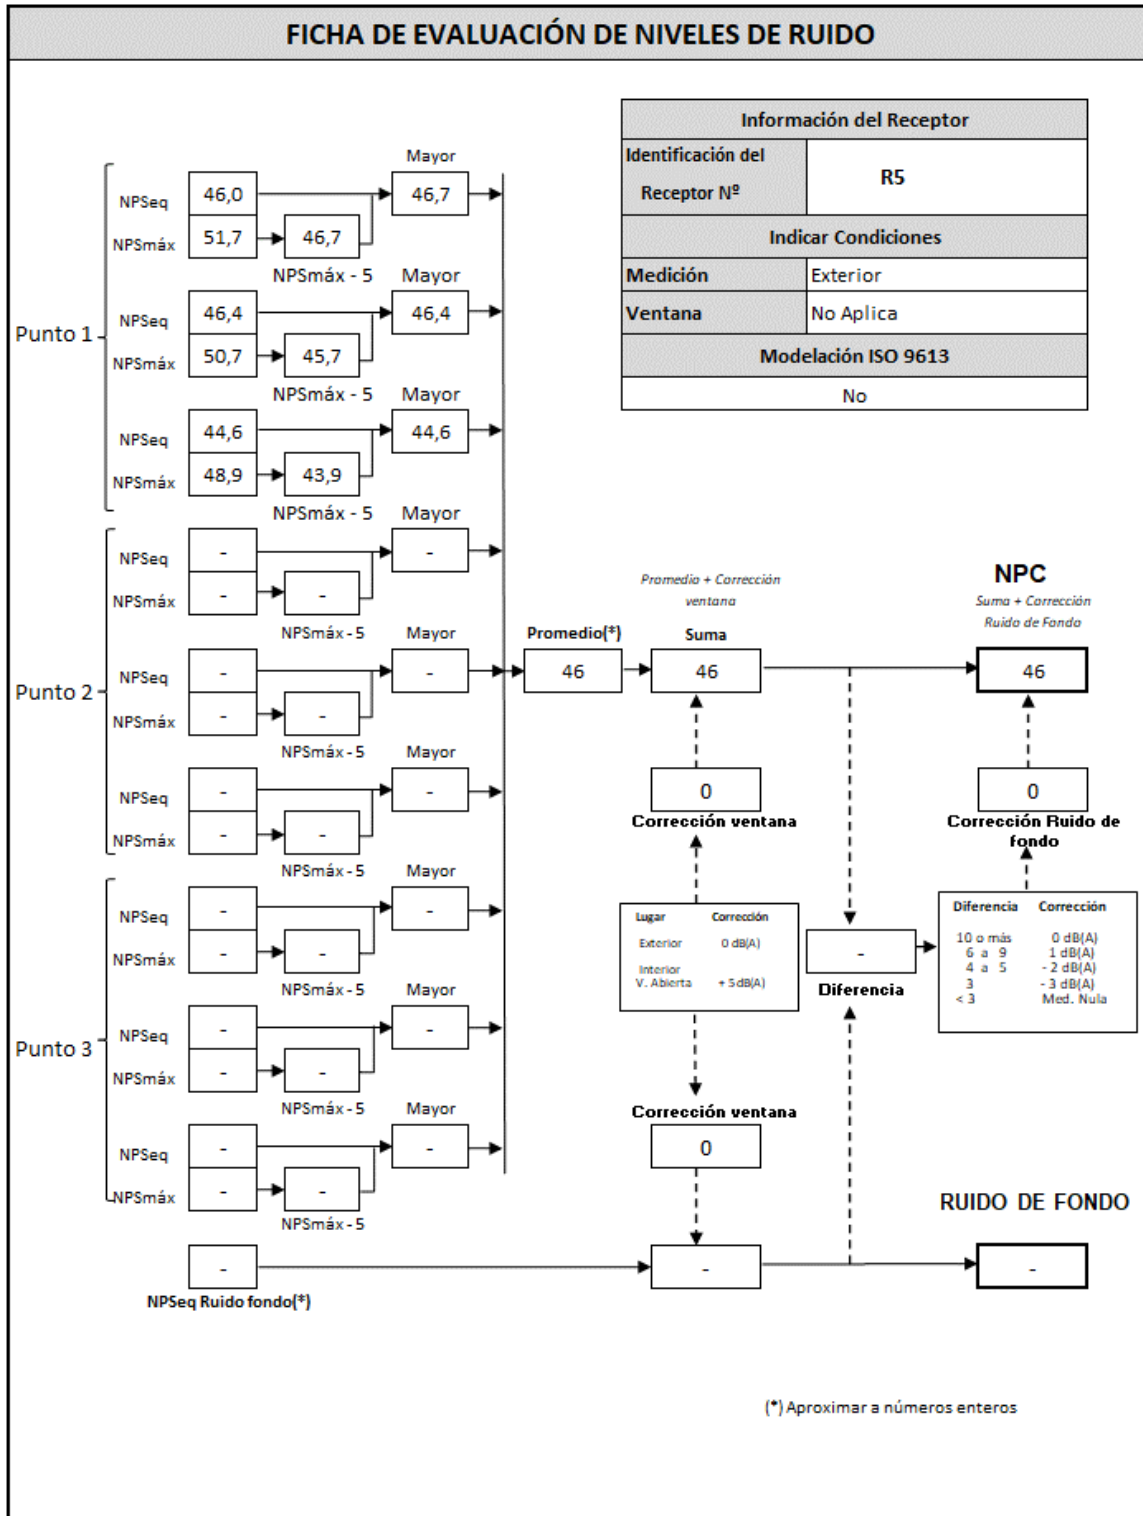 FICHA DE EVALUACIÓN DE NIVELES DE RUIDO
Información del Receptor
Identificación del
Receptor Nº
R5
Indicar Condiciones
Medición
Exterior
Ventana
No Aplica
Modelación ISO 9613
No
Punto 1
Mayor
NPSeq
46,0
46,7
NPSmáx
51,7
46,7
NPSmáx - 5
Mayor
NPSeq
46,4
46,4
NPSmáx
50,7
45,7
NPSmáx - 5
Mayor
NPSeq
44,6
44,6
NPSmáx
48,9
43,9
NPSmáx - 5
Punto 2
Mayor
NPSeq
-
-
NPSmáx
-
-
NPSmáx - 5
Mayor
NPSeq
-
-
NPSmáx
-
-
NPSmáx - 5
Mayor
NPSeq
-
-
NPSmáx
-
-
NPSmáx - 5
Punto 3
Mayor
NPSeq
-
-
NPSmáx
-
-
NPSmáx - 5
Mayor
NPSeq
-
-
NPSmáx
-
-
NPSmáx - 5
Mayor
NPSeq
-
-
NPSmáx
-
-
NPSmáx - 5
-
NPSeq Ruido fondo(*)
Promedio(*)
46
Promedio + Corrección
ventana
Suma
46
0
Corrección ventana
Lugar Corrección
Exterior 0 dB(A)
Interior
V. Abierta + 5dB(A)
Corrección ventana
0
-
-
Diferencia
NPC
Suma + Corrección
Ruido de Fondo
46
0
Corrección Ruido de
fondo
Diferencia Corrección
10 o más 0 dB(A)
6 a 9 1 dB(A)
4 a 5 - 2 dB(A)
3 - 3 dB(A)
< 3 Med. Nula
RUIDO DE FONDO
-
(*) Aproximar a números enteros